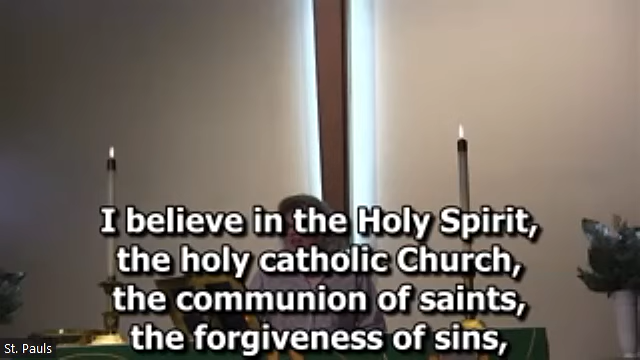 I believe in the Holy Spirit,
the holy catholic Church,
the communion of saints,
the forgiveness of sins,
St. Pauls